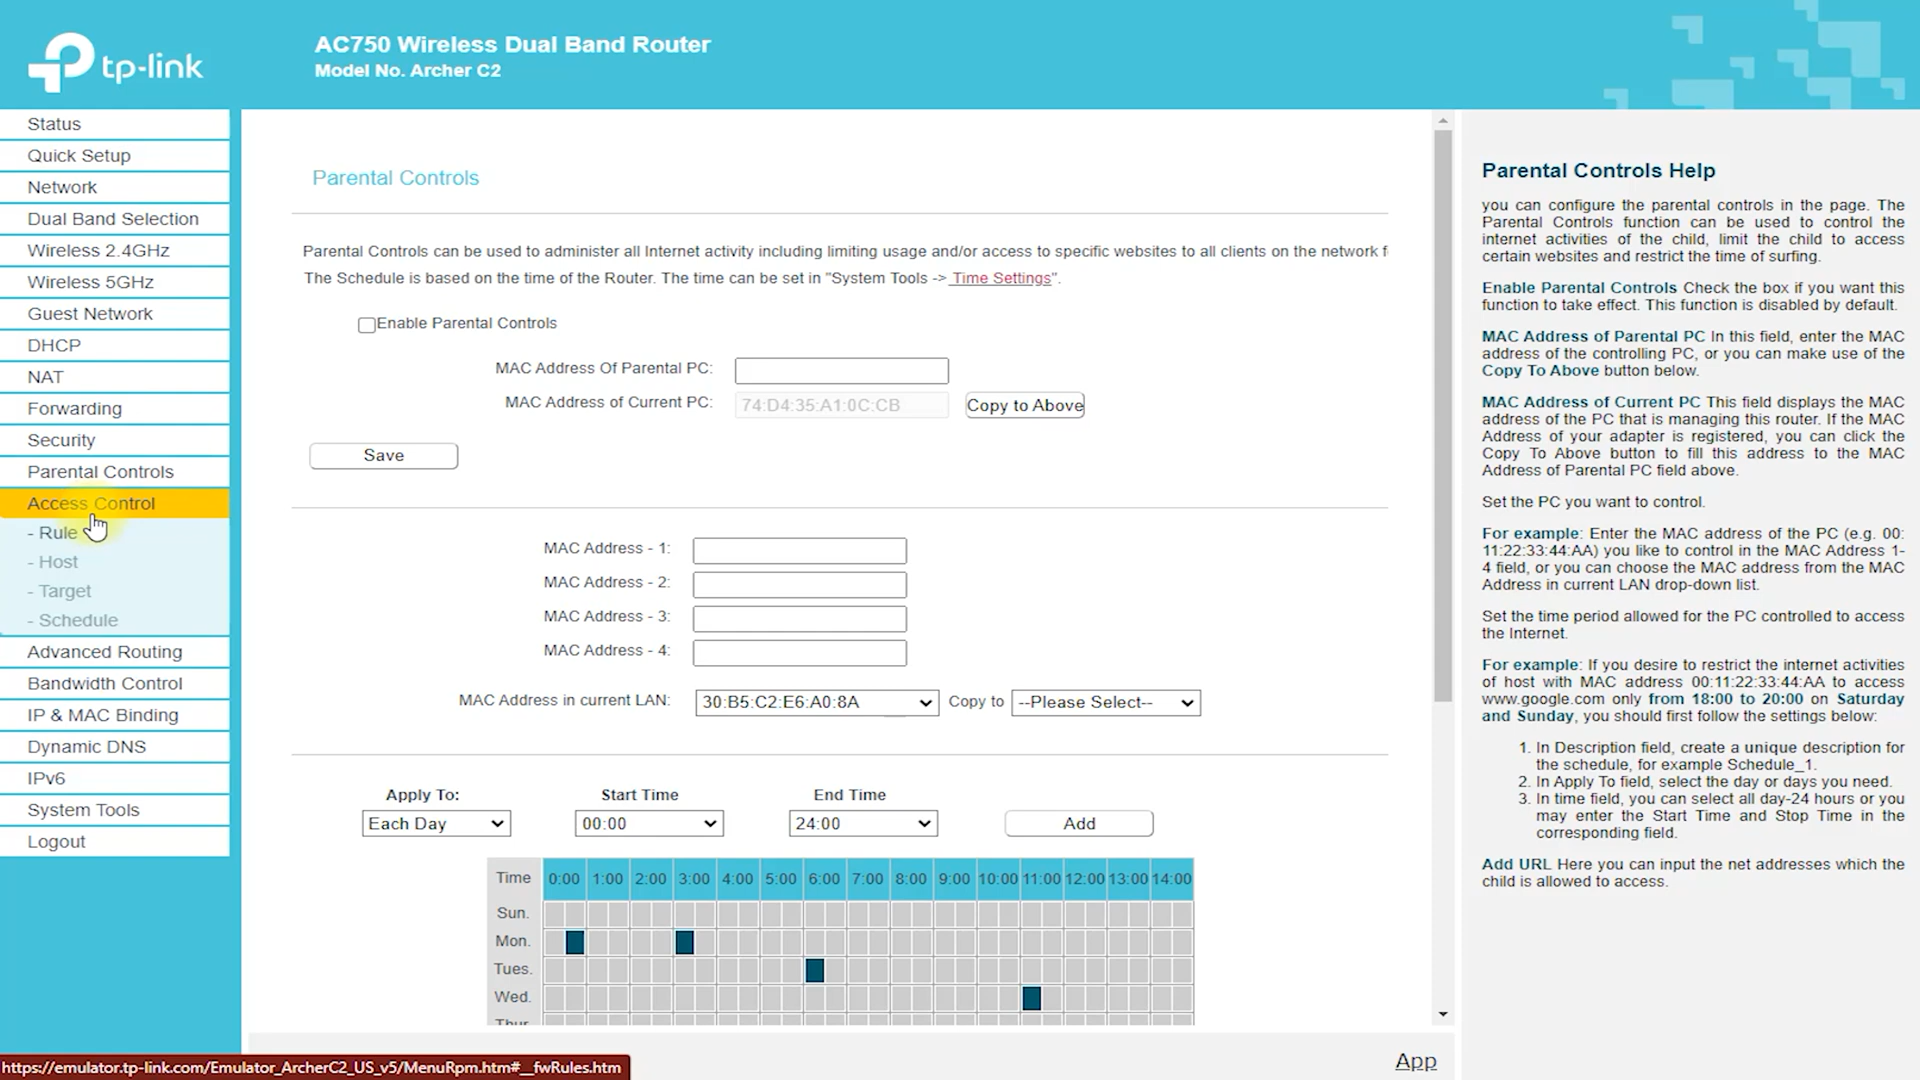 tp-link
AC750 Wireless Dual Band Router
Model No. Archer C2
Status
Quick Setup
Network
Dual Band Selection
Wireless 2.4GHz
Wireless 5GHz
Guest Network
DHCP
NAT
Forwarding
Security
Parental Controls
Access Control
- Rule
- Host
- Target
- Schedule
Advanced Routing
Bandwidth Control
IP & MAC Binding
Dynamic DNS
IPv6
System Tools
Logout
Parental Controls
Parental Controls can be used to administer all Internet activity including limiting usage and/or access to specific websites to all clients on the network
The Schedule is based on the time of the Router. The time can be set in "System Tools -> Time Settings".
Enable Parental Controls
MAC Address Of Parental PC:
MAC Address of Current PC: 74:D4:35:A1:0C:CB Copy to Above
Save
MAC Address - 1:
MAC Address - 2:
MAC Address - 3:
MAC Address - 4:
MAC Address in current LAN: 30:B5:C2:E6:A0:8A Copy to --Please Select--
Apply To: Start Time End Time
Each Day 00:00 24:00 Add
Time 0:00 1:00 2:00 3:00 4:00 5:00 6:00 7:00 8:00 9:00 10:00 11:00 12:00 13:00 14:00
Sun.
Mon.
Tues.
Wed.
App
Parental Controls Help
you can configure the parental controls in the page. The
Parental Controls function can be used to control the
internet activities of the child, limit the child to access
certain websites and restrict the time of surfing.
Enable Parental Controls Check the box if you want this
function to take effect. This function is disabled by default.
MAC Address of Parental PC In this field, enter the MAC
address of the controlling PC, or you can make use of the
Copy To Above button below.
MAC Address of Current PC This field displays the MAC
address of the PC that is managing this router. If the MAC
Address of your adapter is registered, you can click the
Copy To Above button to fill this address to the MAC
Address of Parental PC field above.
Set the PC you want to control.
For example: Enter the MAC address of the PC (e.g. 00:
11:22:33:44:AA) you like to control in the MAC Address 1-
4 field, or you can choose the MAC address from the MAC
Address in current LAN drop-down list.
Set the time period allowed for the PC controlled to access
the Internet.
For example: If you desire to restrict the internet activities
of host with MAC address 00:11:22:33:44:AA to access
www.google.com only from 18:00 to 20:00 on Saturday
and Sunday, you should first follow the settings below:
1. In Description field, create a unique description for
the schedule, for example Schedule_1.
2. In Apply To field, select the day or days you need.
3. In time field, you can select all day-24 hours or you
may enter the Start Time and Stop Time in the
corresponding field.
Add URL Here you can input the net addresses which the
child is allowed to access.
https://emulator.tp-link.com/Emulator_ArcherC2_US_v5/MenuRpm.htm#__fwRules.htm